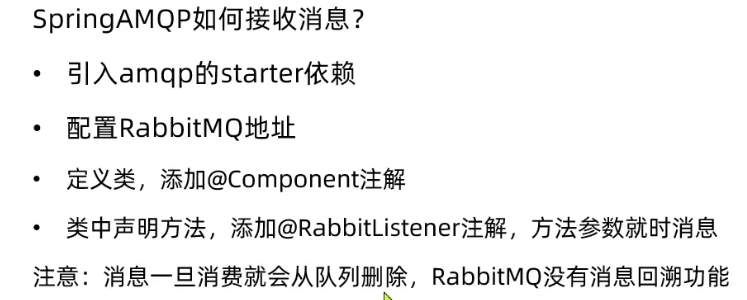 SpringAMQP如何接收消息？
• 引入amqp的starter依赖
• 配置RabbitMQ地址
• 定义类，添加@Component注解
• 类中声明方法，添加@RabbitListener注解，方法参数就时消息
注意：消息一旦消费就会从队列删除，RabbitMQ没有消息回溯功能